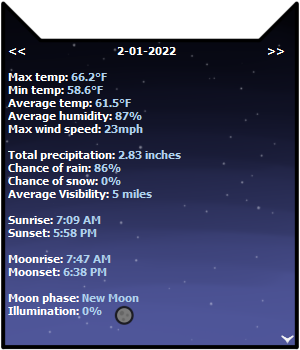 << 2-01-2022 >>
Max temp: 66.2°F
Min temp: 58.6°F
Average temp: 61.5°F
Average humidity: 87%
Max wind speed: 23mph
Total precipitation: 2.83 inches
Chance of rain: 86%
Chance of snow: 0%
Average Visibility: 5 miles
Sunrise: 7:09 AM
Sunset: 5:58 PM
Moonrise: 7:47 AM
Moonset: 6:38 PM
Moon phase: New Moon
Illumination: 0%